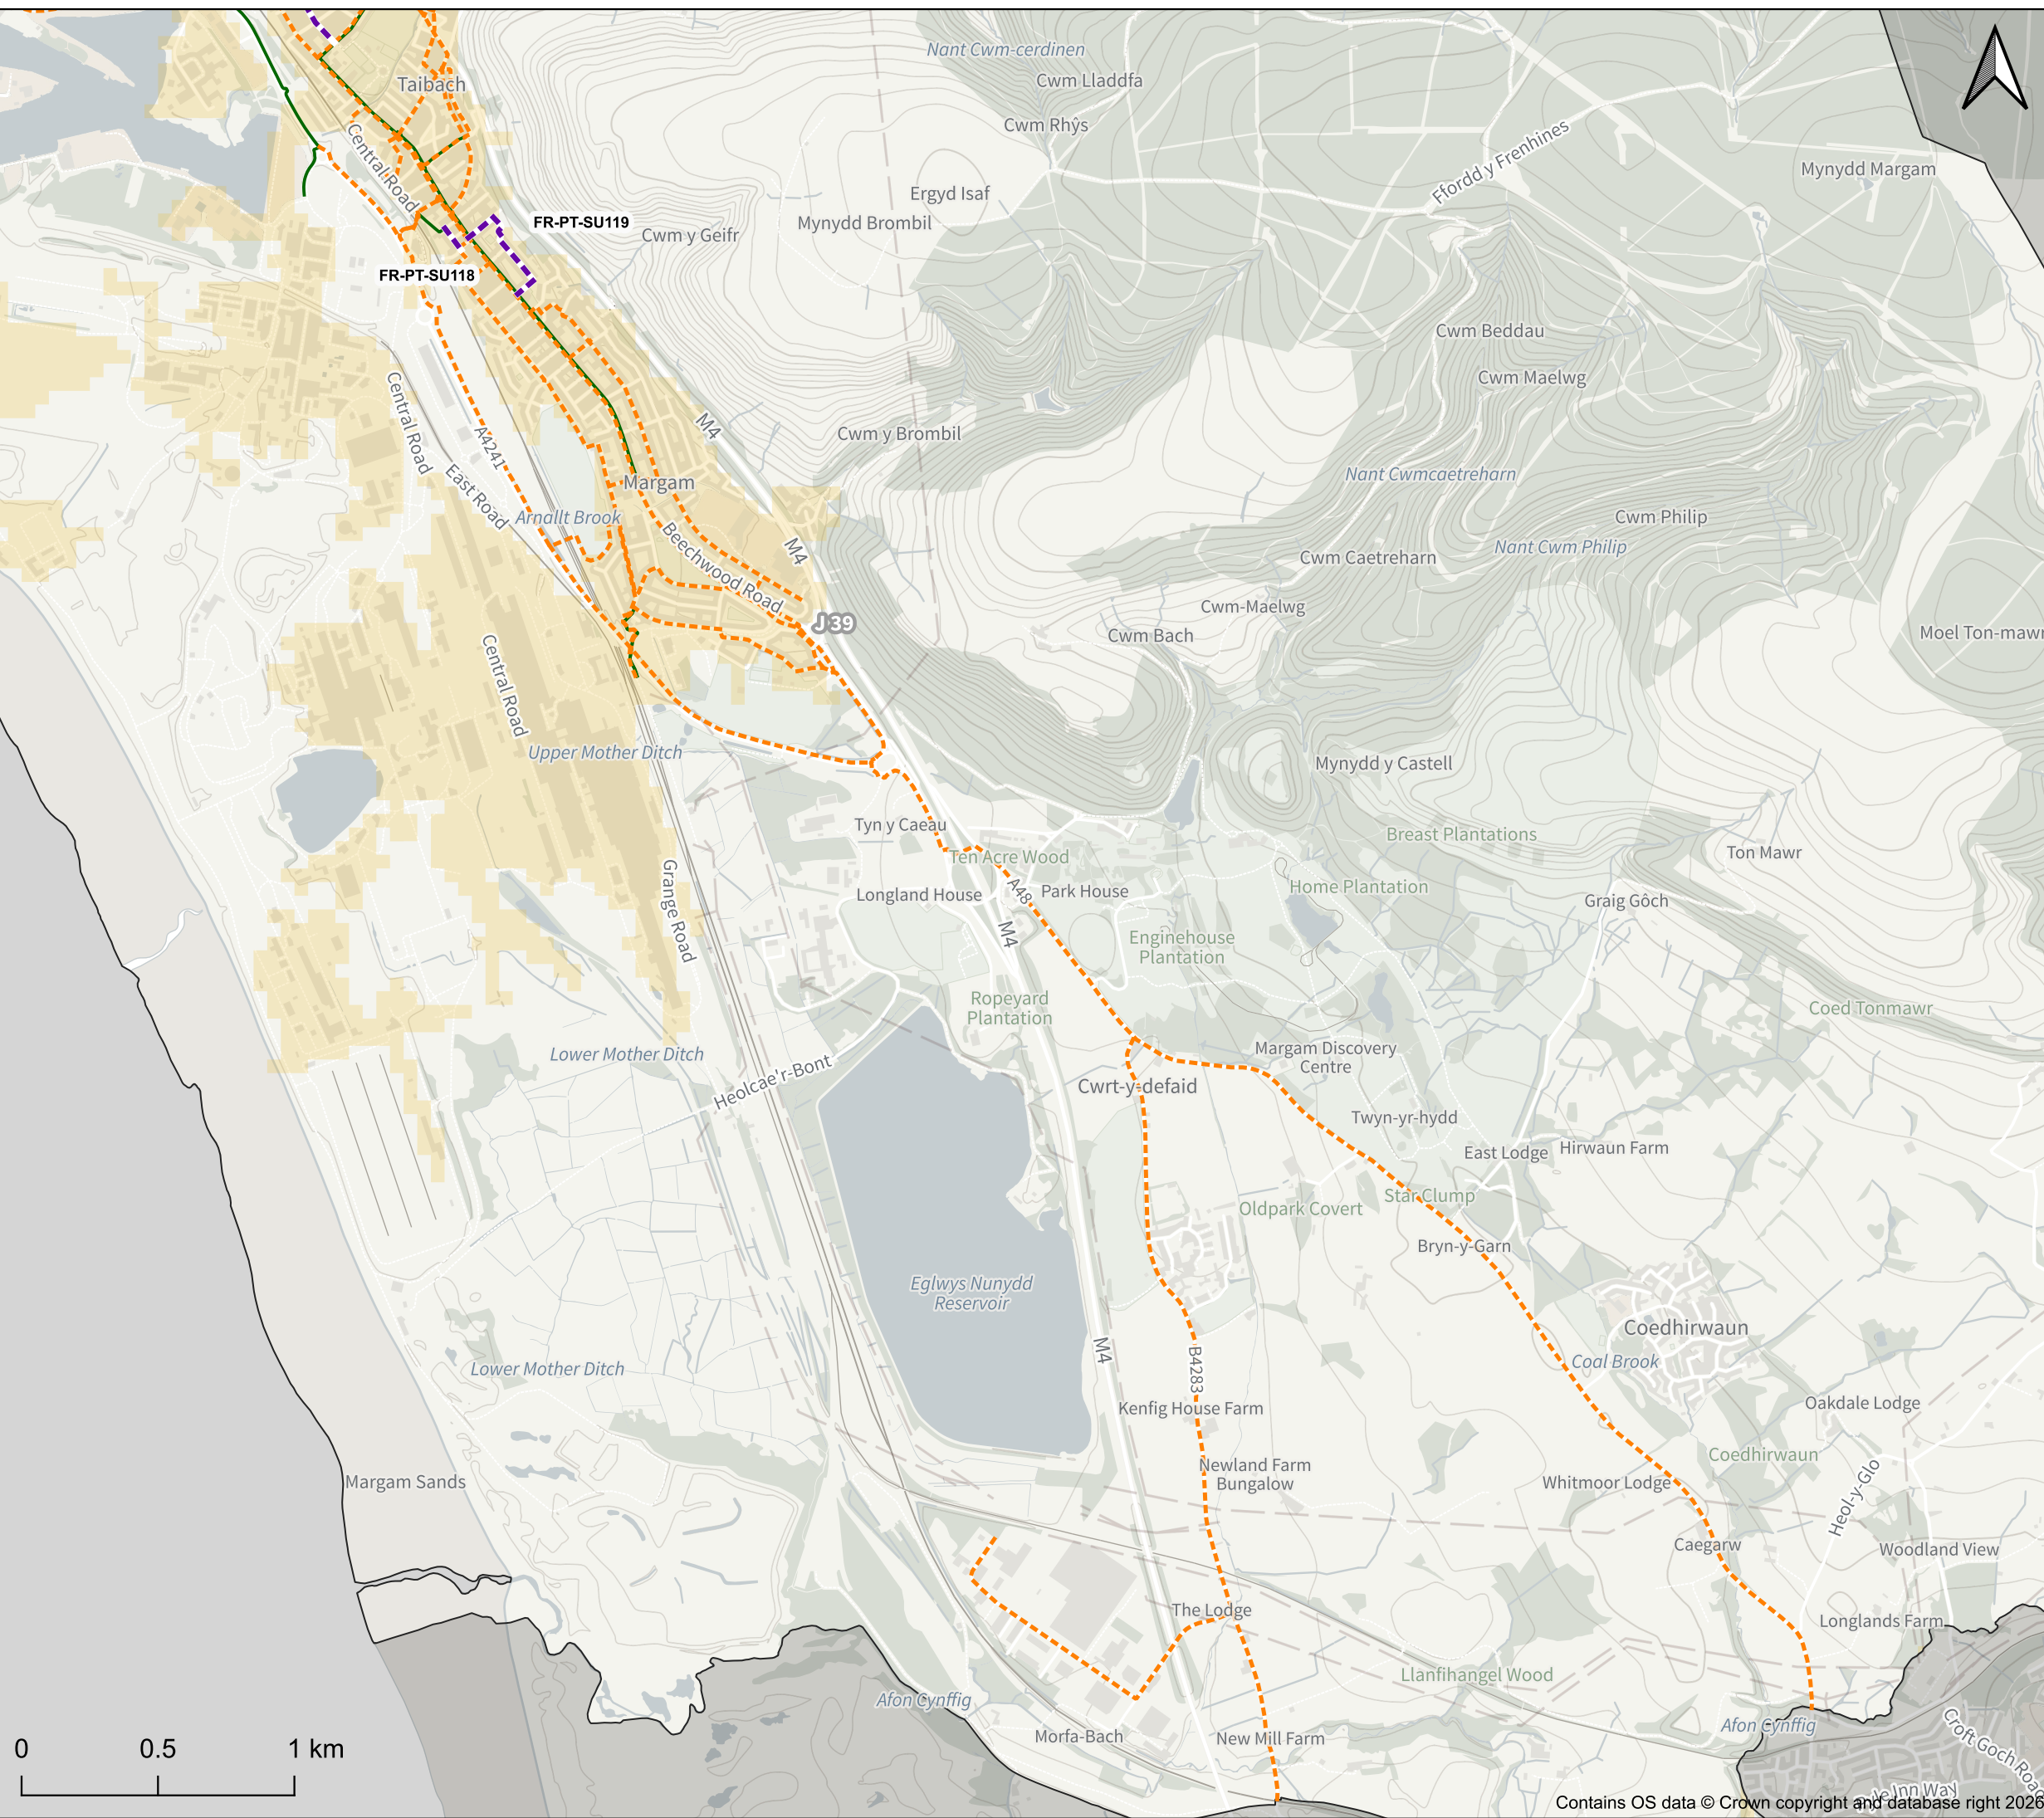 Nant Cwm-cerdinen
Taibach
Cwm Lladdfa
Cwm Rhŷs
Ffordd y Frenhines
Mynydd Margam
Central Road
Ergyd Isaf
FR-PT-SU119
Mynydd Brombil
Cwm y Geifr
FR-PT-SU118
Cwm Beddau
Cwm Maelwg
Central Road
A4241
M4
Cwm y Brombil
Nant Cwmcaetreharn
East Road
Margam
Arnallt Brook
Cwm Philip
Nant Cwm Philip
M4
Cwm Caetreharn
Beechwood Road
Cwm-Maelwg
J 39
Cwm Bach
Central Road
Upper Mother Ditch
Mynydd y Castell
Tyn y Caeau
Breast Plantations
Ten Acre Wood
Ton Mawr
Grange Road
Longland House
A48
Park House
Home Plantation
Graig Gôch
M4
Enginehouse
Plantation
Ropeyard
Plantation
Coed Tonmawr
Lower Mother Ditch
Heolcae'r-Bont
Margam Discovery
Centre
Cwrt-y-defaid
Twyn-yr-hydd
East Lodge
Hirwaun Farm
Star Clump
Oldpark Covert
Bryn-y-Garn
Eglwys Nunydd
Reservoir
Coedhirwaun
M4
B4283
Coal Brook
Lower Mother Ditch
Kenfig House Farm
Oakdale Lodge
Coedhirwaun
Newland Farm
Bungalow
Margam Sands
Whitmoor Lodge
Heol-y-Glo
Caegarw
Woodland View
The Lodge
Longlands Farm
Llanfihangel Wood
Afon Cynffig
Afon Cynffig
Morfa-Bach
New Mill Farm
0 0.5 1 km
Inn Way
Contains OS data © Crown copyright and database right